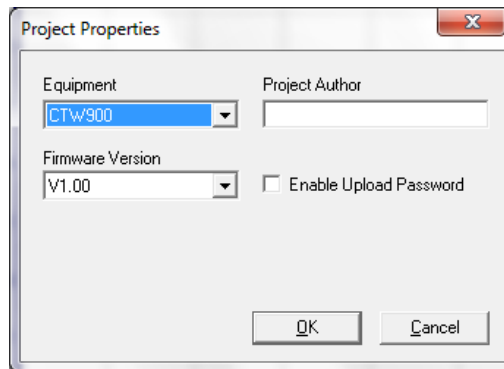 Project Properties
Equipment
Project Author
CTW900
Firmware Version
V1.00
Enable Upload Password
OK
Cancel